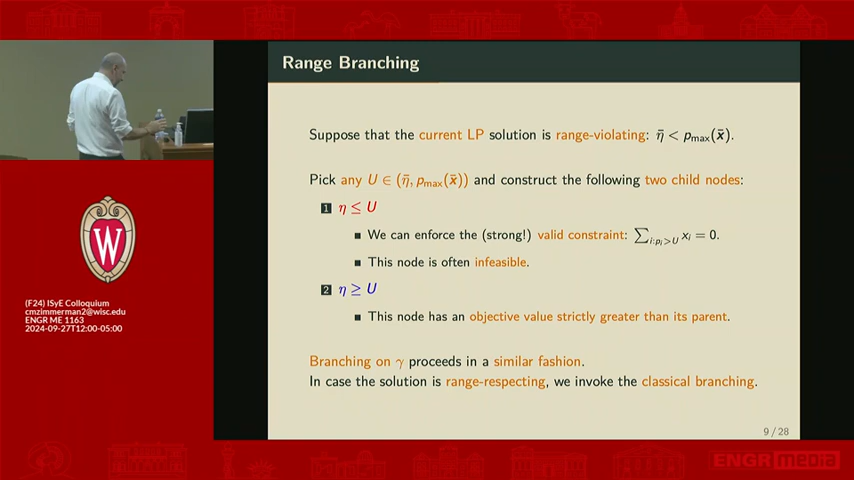 Range Branching
Suppose that the current LP solution is range-violating: η̄ < pmax(x̄).
Pick any U ∈ (η̄, pmax(x̄)) and construct the following two child nodes:
1 η ≤ U
■ We can enforce the (strong!) valid constraint: ∑i:pi>U xi = 0.
■ This node is often infeasible.
2 η ≥ U
■ This node has an objective value strictly greater than its parent.
Branching on γ proceeds in a similar fashion.
In case the solution is range-respecting, we invoke the classical branching.
9 / 28
W
(F24) ISyE Colloquium
cmzimmerman2@wisc.edu
ENGR ME 1163
2024-09-27T12:00-05:00
ENGR media